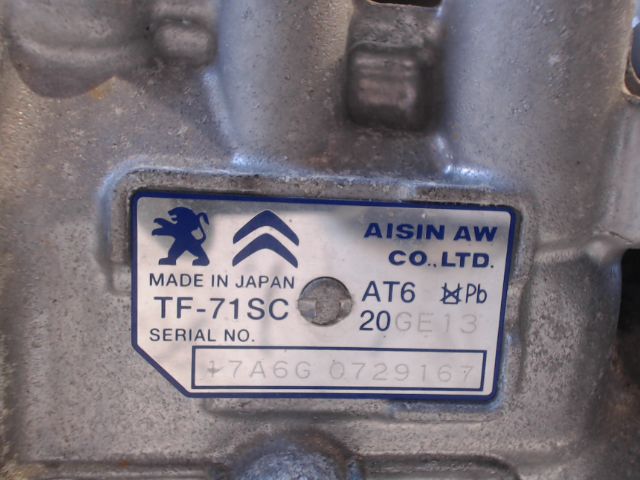 AISIN AW
CO.,LTD.
MADE IN JAPAN
TF-71SC
AT6 Pb
20GE13
SERIAL NO.
17A6G 0729167